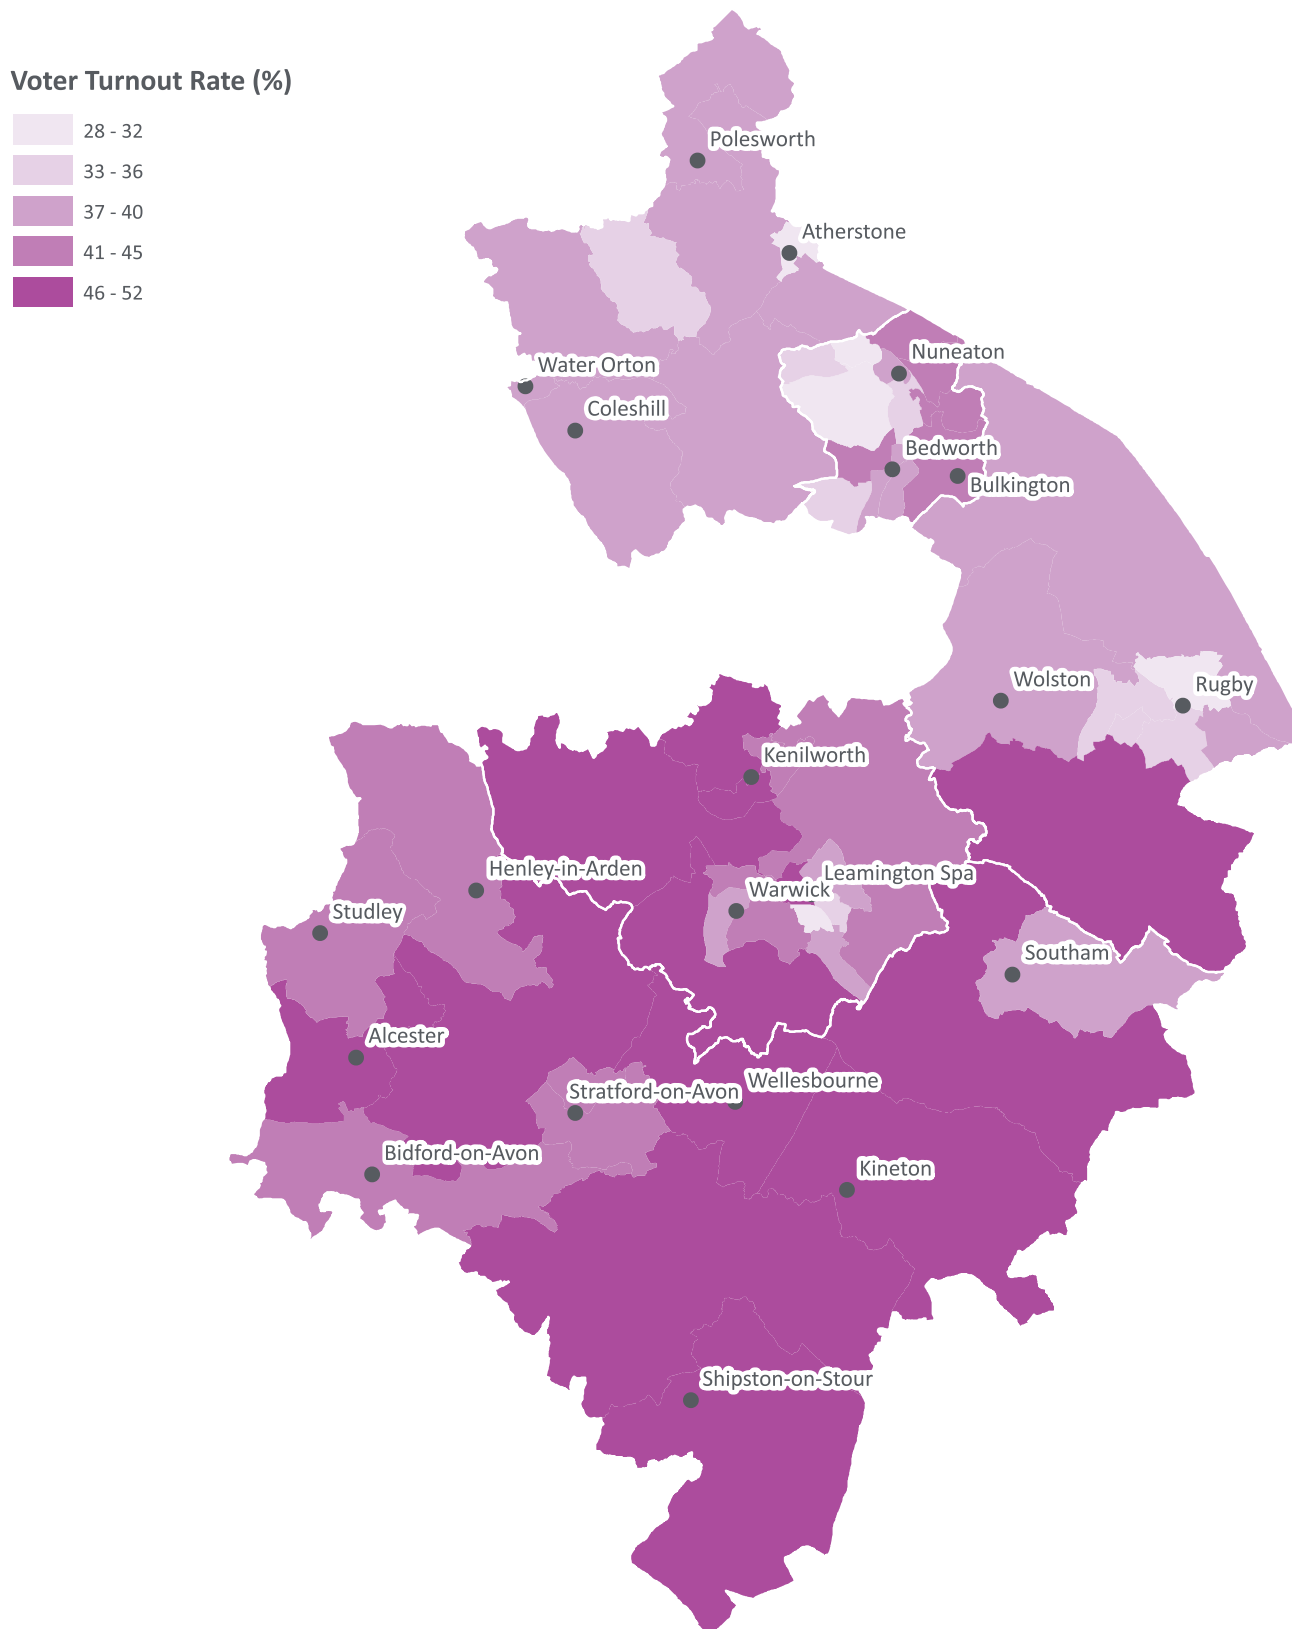 Voter Turnout Rate (%)
28 - 32
33 - 36
37 - 40
41 - 45
46 - 52
Polesworth
Atherstone
Nuneaton
Water Orton
Coleshill
Bedworth
Bulkington
Wolston
Rugby
Kenilworth
Henley-in-Arden
Leamington Spa
Warwick
Studley
Southam
Alcester
Wellesbourne
Stratford-on-Avon
Bidford-on-Avon
Kineton
Shipston-on-Stour